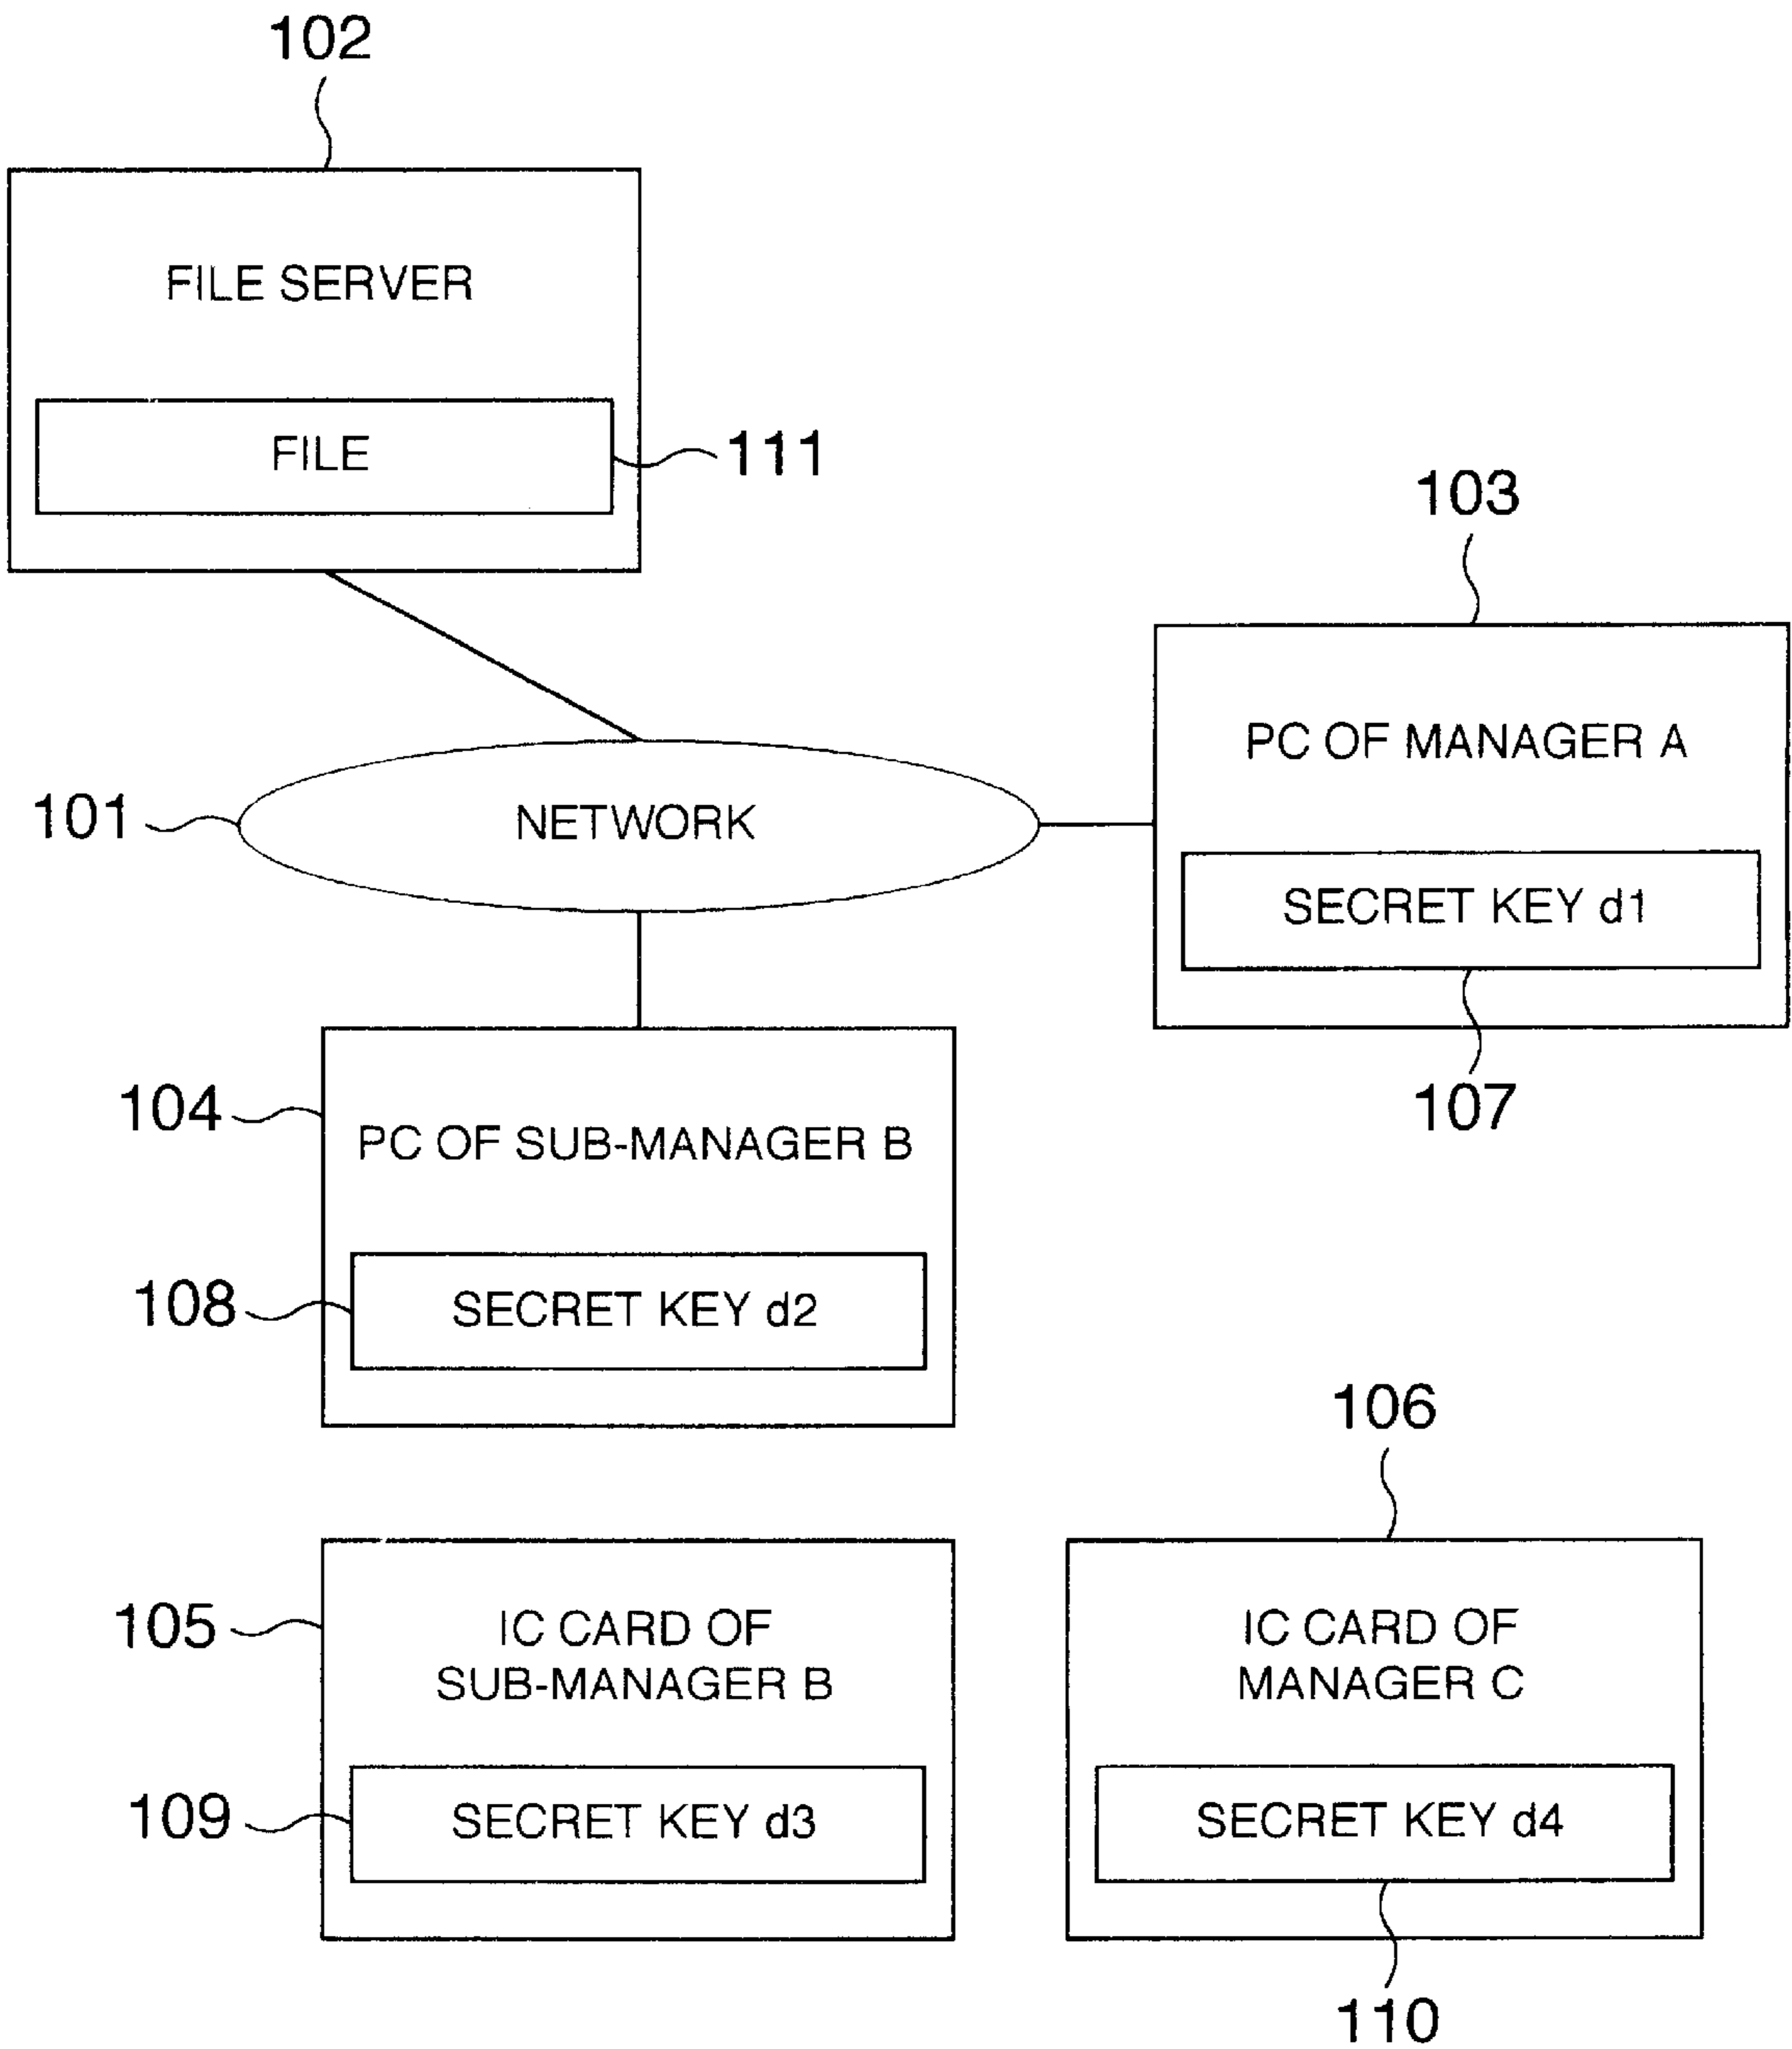 102
FILE SERVER
FILE
111
103
PC OF MANAGER A
101
NETWORK
SECRET KEY d1
107
104
PC OF SUB-MANAGER B
108
SECRET KEY d2
106
105
IC CARD OF
SUB-MANAGER B
IC CARD OF
MANAGER C
109
SECRET KEY d3
SECRET KEY d4
110